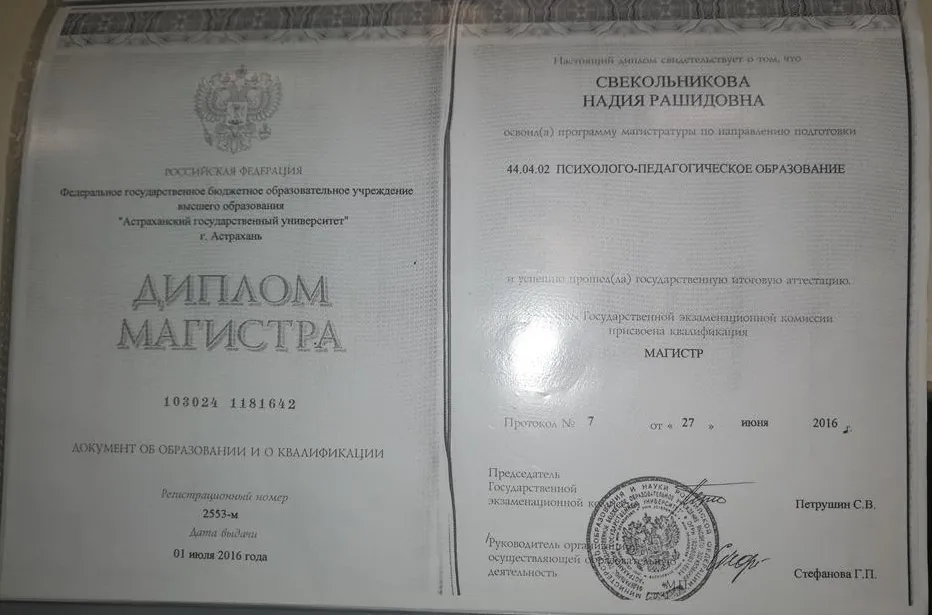 РОССИЙСКАЯ ФЕДЕРАЦИЯ
Федеральное государственное бюджетное образовательное учреждение
высшего образования
"Астраханский государственный университет"
г. Астрахань
ДИПЛОМ
МАГИСТРА
103024 1181642
ДОКУМЕНТ ОБ ОБРАЗОВАНИИ И О КВАЛИФИКАЦИИ
Регистрационный номер
2553-м
Дата выдачи
01 июля 2016 года
Настоящий диплом свидетельствует о том, что
СВЕКОЛЬНИКОВА
НАДИЯ РАШИДОВНА
освоил(а) программу магистратуры по направлению подготовки
44.04.02 ПСИХОЛОГО-ПЕДАГОГИЧЕСКОЕ ОБРАЗОВАНИЕ
и успешно прошел(ла) государственную итоговую аттестацию.
Государственной экзаменационной комиссии
присвоена квалификация
МАГИСТР
Протокол № 7 от « 27 » июня 2016 г.
Председатель
Государственной
экзаменационной
Петрушин С.В.
Руководитель
осуществляющей образовательную
деятельность
Стефанова Г.П.
М.П.